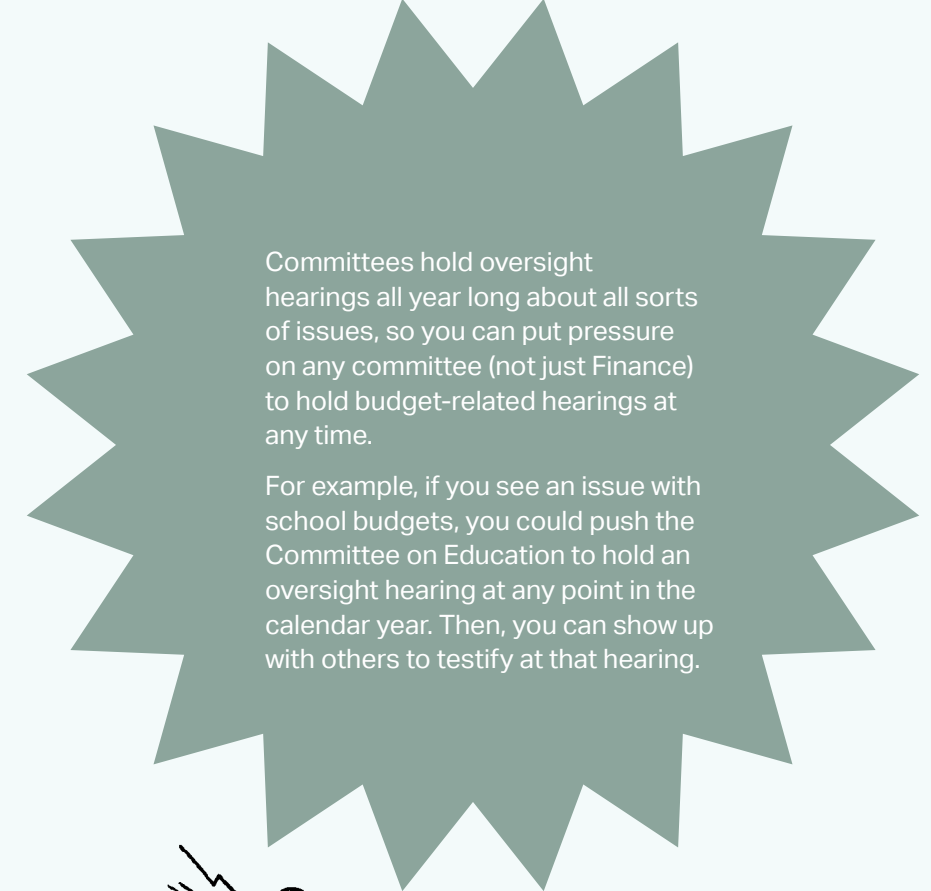 Committees hold oversight
hearings all year long about all sorts
of issues, so you can put pressure
on any committee (not just Finance)
to hold budget-related hearings at
any time.
For example, if you see an issue with
school budgets, you could push the
Committee on Education to hold an
oversight hearing at any point in the
calendar year. Then, you can show up
with others to testify at that hearing.